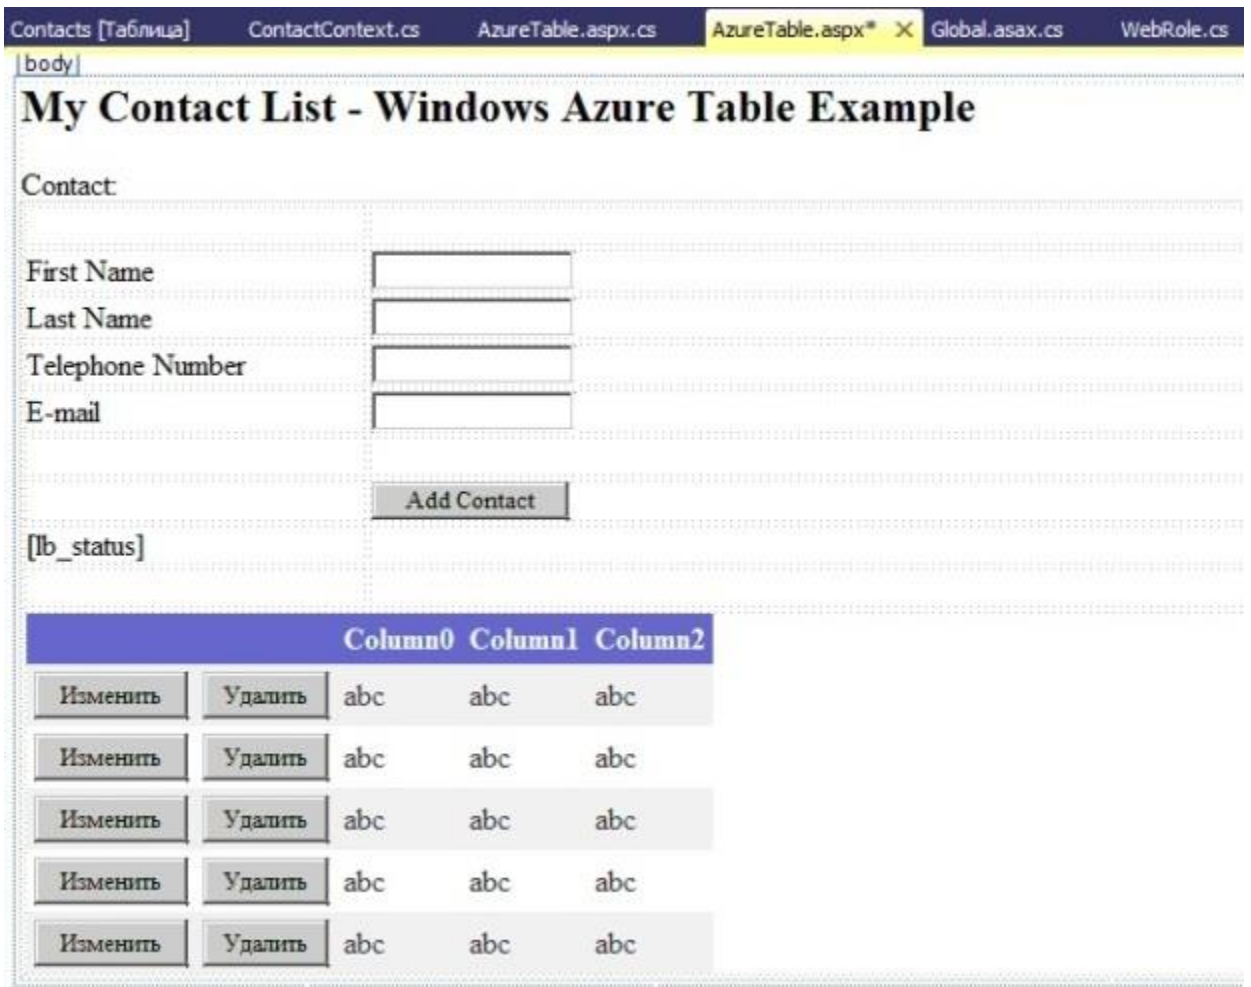 Contacts [Таблица] ContactContext.cs AzureTable.aspx.cs AzureTable.aspx* Global.asax.cs WebRole.cs
body
My Contact List - Windows Azure Table Example
Contact:
First Name
Last Name
Telephone Number
E-mail
Add Contact
[lb_status]
Column0 Column1 Column2
Изменить Удалить abc abc abc
Изменить Удалить abc abc abc
Изменить Удалить abc abc abc
Изменить Удалить abc abc abc
Изменить Удалить abc abc abc